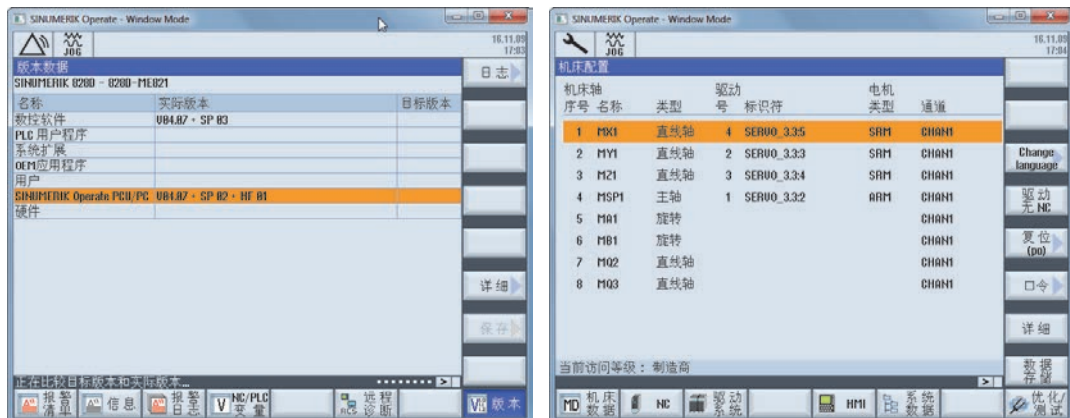 SINUMERIK Operate - Window Mode
JOG
16.11.09
17:03
版本数据
SINUMERIK 828D - 828D-ME821
名称 实际版本 目标版本
数控软件 V04.07 + SP 03
PLC 用户程序
系统扩展
OEM应用程序
用户
SINUMERIK Operate PCU/PC V04.07 + SP 02 + HF 01
硬件
正在比较目标版本和实际版本...
日志
详细
保存
报警清单
信息
报警日志
NC/PLC变量
远程诊断
版本
SINUMERIK Operate - Window Mode
JOG
16.11.09
17:04
机床配置
机床轴 驱动 电机
序号 名称 类型 号 标识符 类型 通道
1 MX1 直线轴 4 SERVO_3.3:5 SRM CHAN1
2 MY1 直线轴 2 SERVO_3.3:3 SRM CHAN1
3 MZ1 直线轴 3 SERVO_3.3:4 SRM CHAN1
4 MSP1 主轴 1 SERVO_3.3:2 ARM CHAN1
5 MA1 旋转 CHAN1
6 MB1 旋转 CHAN1
7 MQ2 直线轴 CHAN1
8 MQ3 直线轴 CHAN1
当前访问等级：制造商
Change
language
驱动
无 NC
复位
(po)
口令
详细
数据
存储
MD 机床数据
NC
驱动系统
HMI
系统数据
优化/测试